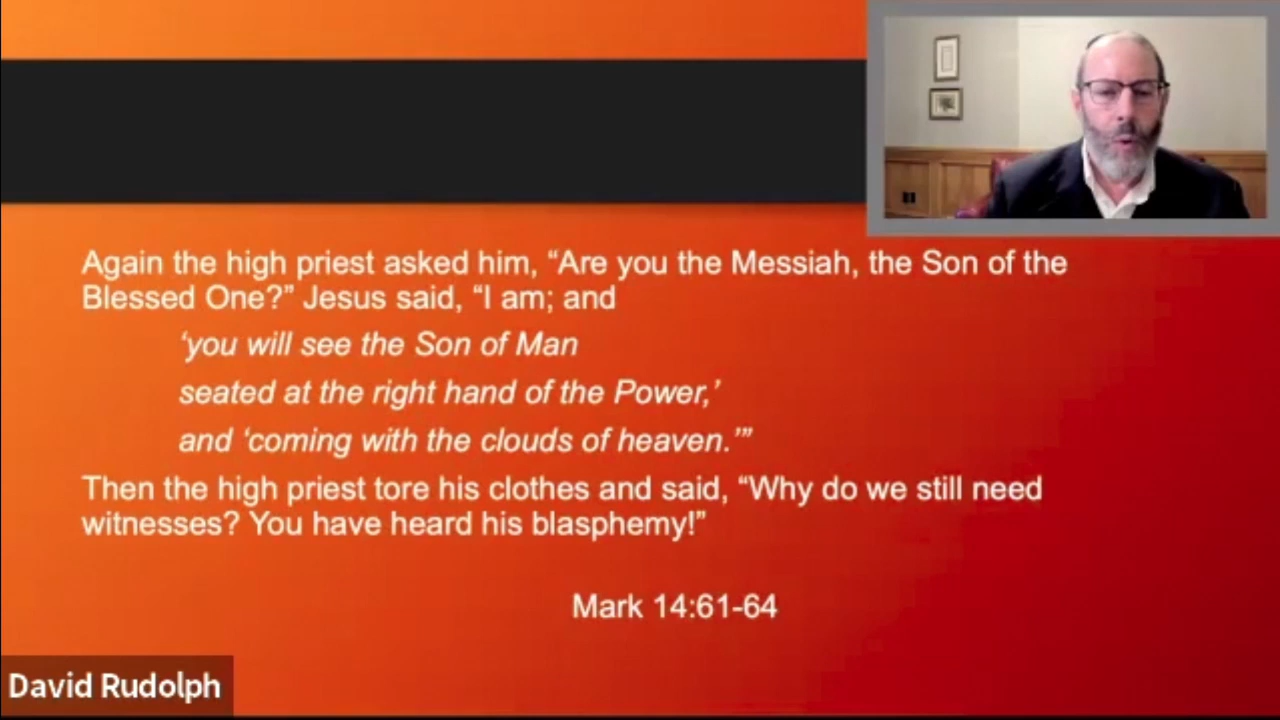 Again the high priest asked him, “Are you the Messiah, the Son of the
Blessed One?” Jesus said, “I am; and
‘you will see the Son of Man
seated at the right hand of the Power,’
and ‘coming with the clouds of heaven.’”
Then the high priest tore his clothes and said, “Why do we still need
witnesses? You have heard his blasphemy!”
Mark 14:61-64
David Rudolph